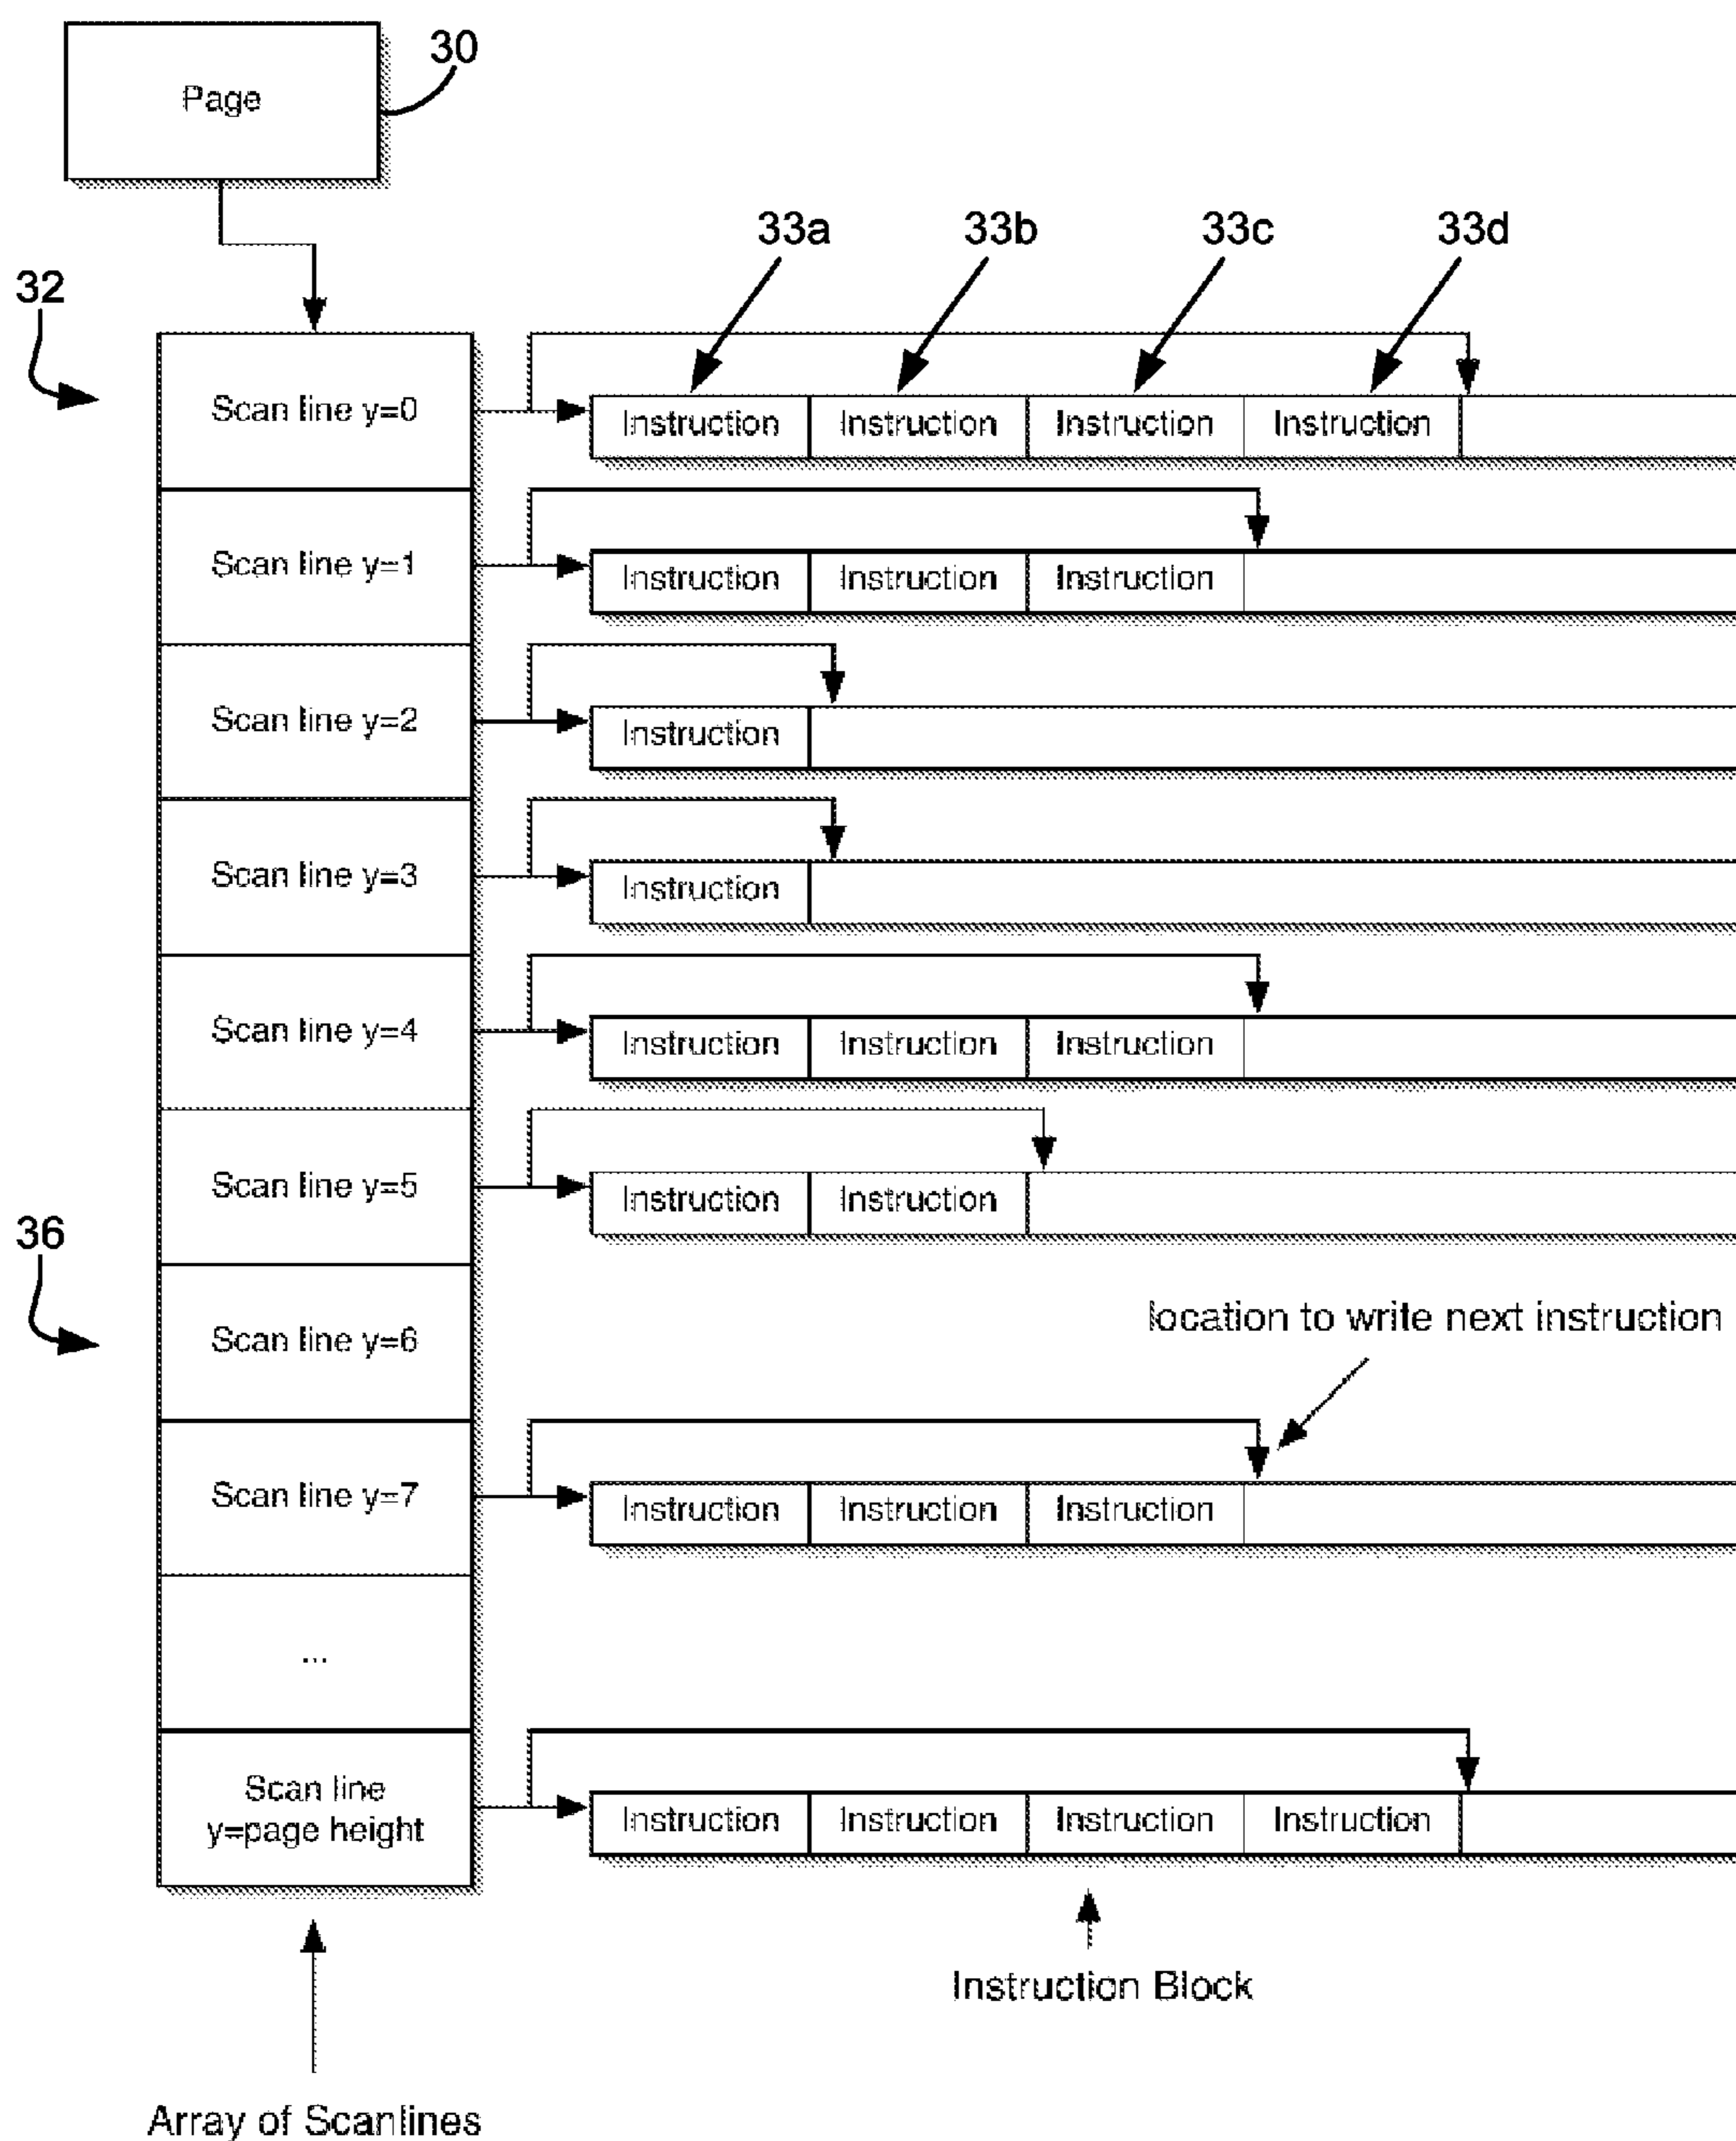 30
Page
33a 33b 33c 33d
32
Scan line y=0
Instruction Instruction Instruction Instruction
Scan line y=1
Instruction Instruction Instruction
Scan line y=2
Instruction
Scan line y=3
Instruction
Scan line y=4
Instruction Instruction Instruction
Scan line y=5
Instruction Instruction
36
Scan line y=6
location to write next instruction
Scan line y=7
Instruction Instruction Instruction
...
Scan line
y=page height
Instruction Instruction Instruction Instruction
Instruction Block
Array of Scanlines